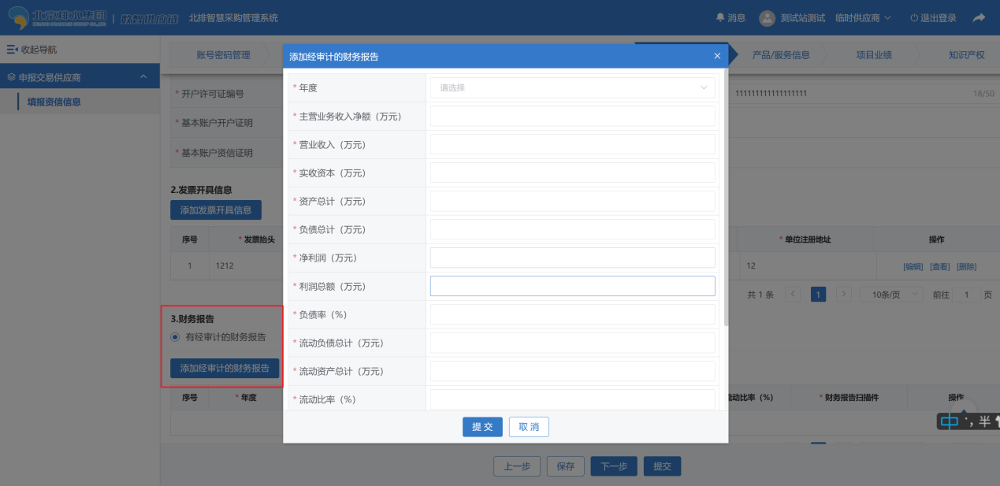 北京排水集团 | 数智供应链 北排智慧采购管理系统 消息 测试站测试 临时供应商 退出登录
收起导航
申报交易供应商
填报资信信息
账号密码管理 产品/服务信息 项目业绩 知识产权
* 开户许可证编号 111111111111111111 18/50
* 基本账户开户证明
* 基本账户资信证明
2.发票开具信息
添加发票开具信息
序号 * 发票抬头 * 单位注册地址 操作
1 1212 12 [编辑] [查看] [删除]
共 1 条 1 10条/页 前往 1 页
3.财务报告
有经审计的财务报告
添加经审计的财务报告
序号 * 年度 流动比率（%） * 财务报告扫描件 操作
添加经审计的财务报告
* 年度 请选择
* 主营业务收入净额（万元）
* 营业收入（万元）
* 实收资本（万元）
* 资产总计（万元）
* 负债总计（万元）
* 净利润（万元）
* 利润总额（万元）
* 负债率（%）
* 流动负债总计（万元）
* 流动资产总计（万元）
* 流动比率（%）
提 交 取 消
上一步 保存 下一步 提交
中 ·, 半